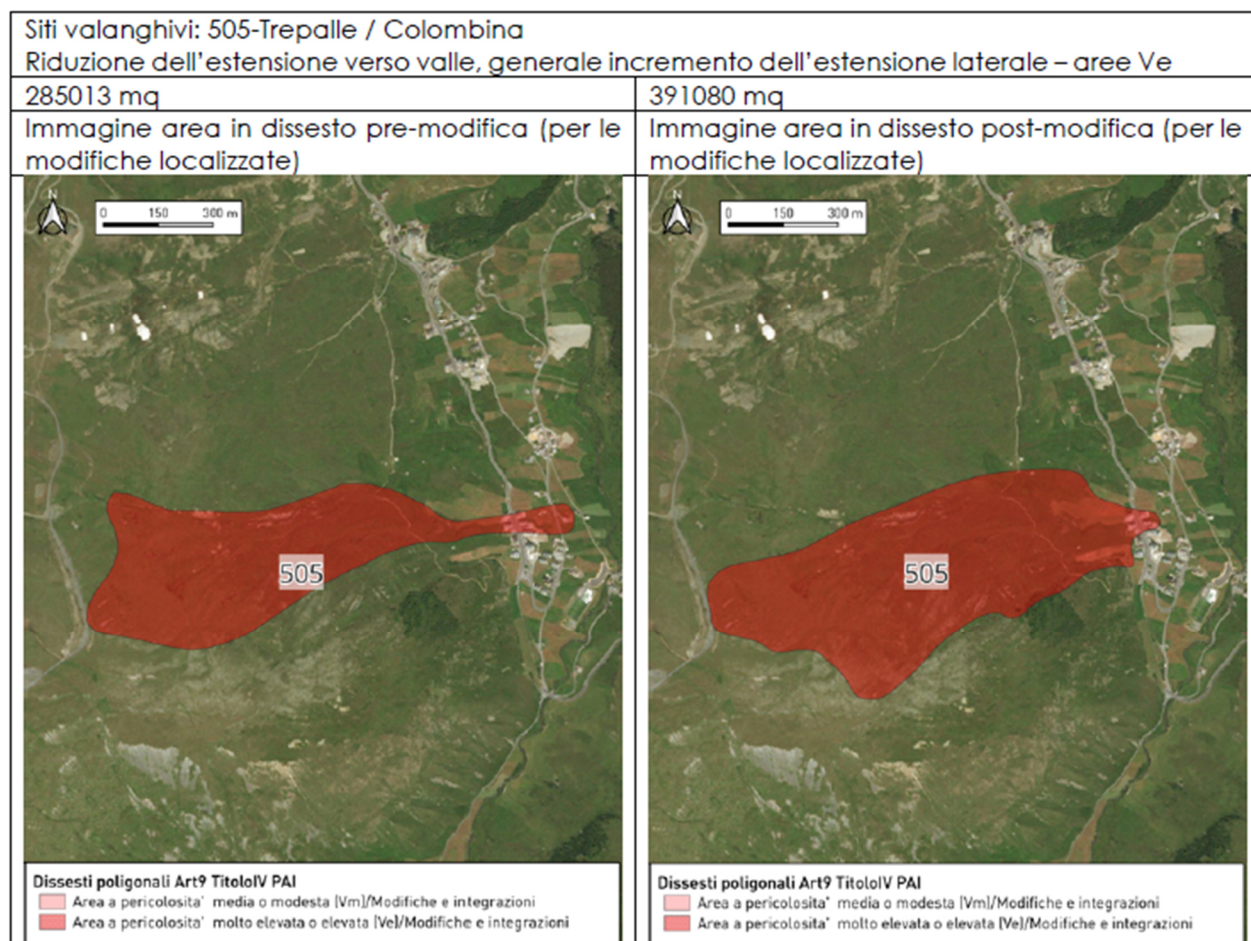 Siti valanghivi: 505-Trepalle / Colombina
Riduzione dell'estensione verso valle, generale incremento dell'estensione laterale – aree Ve
285013 mq
391080 mq
Immagine area in dissesto pre-modifica (per le
modifiche localizzate)
Immagine area in dissesto post-modifica (per le
modifiche localizzate)
N
0 150 300 m
505
Dissesti poligonali Art9 TitoloIV PAI
Area a pericolosita' media o modesta (Vm)/Modifiche e integrazioni
Area a pericolosita' molto elevata o elevata (Ve)/Modifiche e integrazioni
N
0 150 300 m
505
Dissesti poligonali Art9 TitoloIV PAI
Area a pericolosita' media o modesta (Vm)/Modifiche e integrazioni
Area a pericolosita' molto elevata o elevata (Ve)/Modifiche e integrazioni